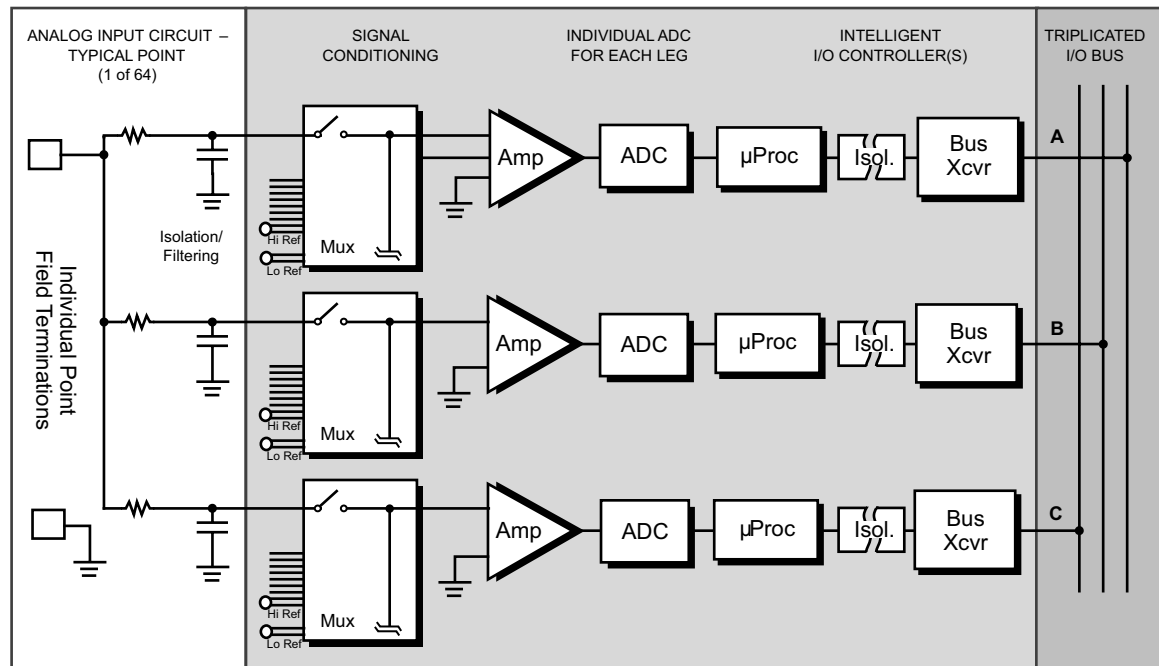 ANALOG INPUT CIRCUIT –
TYPICAL POINT
(1 of 64)
SIGNAL
CONDITIONING
INDIVIDUAL ADC
FOR EACH LEG
INTELLIGENT
I/O CONTROLLER(S)
TRIPLICATED
I/O BUS
Individual Point
Field Terminations
Isolation/
Filtering
Hi Ref
Lo Ref
Mux
Amp
ADC
µProc
Isol.
Bus
Xcvr
A
Hi Ref
Lo Ref
Mux
Amp
ADC
µProc
Isol.
Bus
Xcvr
B
Hi Ref
Lo Ref
Mux
Amp
ADC
µProc
Isol.
Bus
Xcvr
C